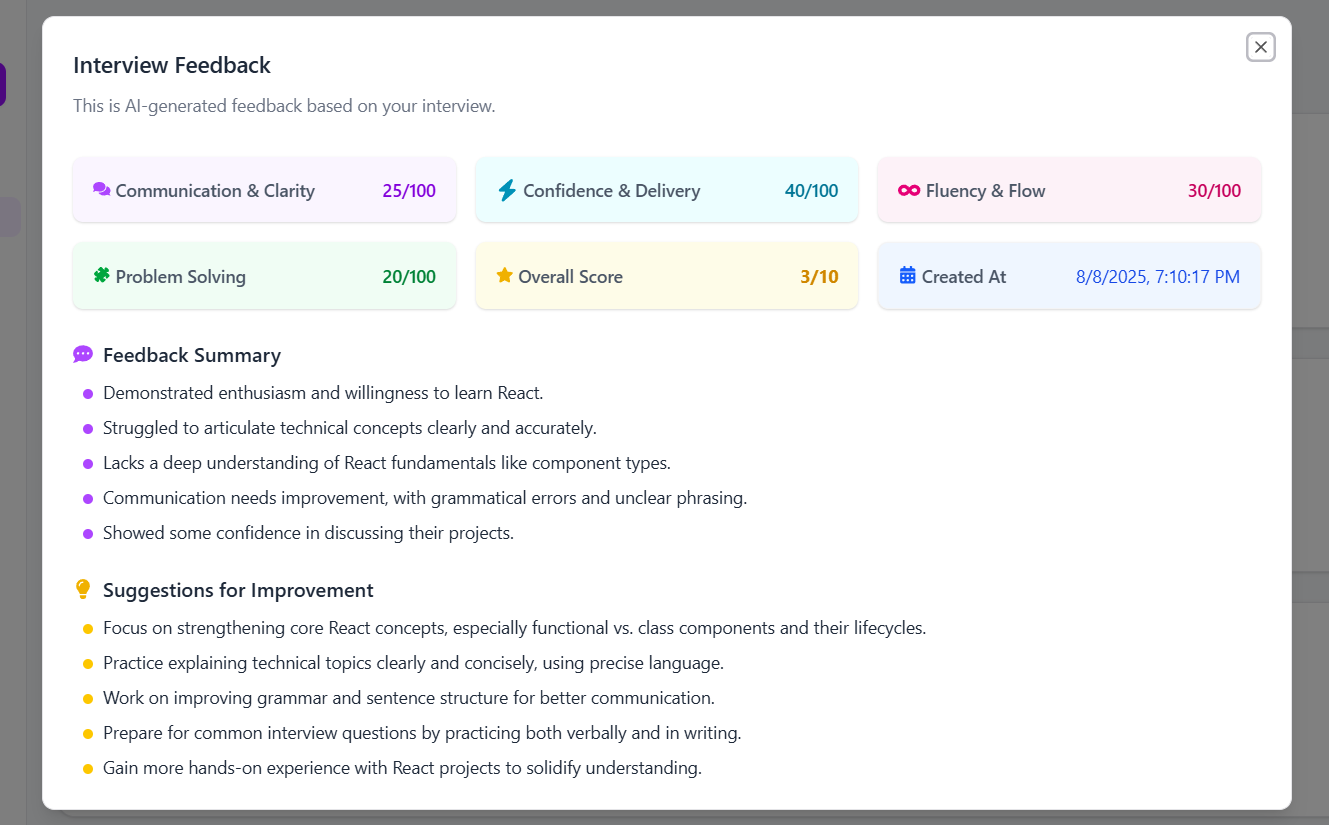 Interview Feedback
This is AI-generated feedback based on your interview.
Communication & Clarity 25/100
Confidence & Delivery 40/100
Fluency & Flow 30/100
Problem Solving 20/100
Overall Score 3/10
Created At 8/8/2025, 7:10:17 PM
Feedback Summary
Demonstrated enthusiasm and willingness to learn React.
Struggled to articulate technical concepts clearly and accurately.
Lacks a deep understanding of React fundamentals like component types.
Communication needs improvement, with grammatical errors and unclear phrasing.
Showed some confidence in discussing their projects.
Suggestions for Improvement
Focus on strengthening core React concepts, especially functional vs. class components and their lifecycles.
Practice explaining technical topics clearly and concisely, using precise language.
Work on improving grammar and sentence structure for better communication.
Prepare for common interview questions by practicing both verbally and in writing.
Gain more hands-on experience with React projects to solidify understanding.